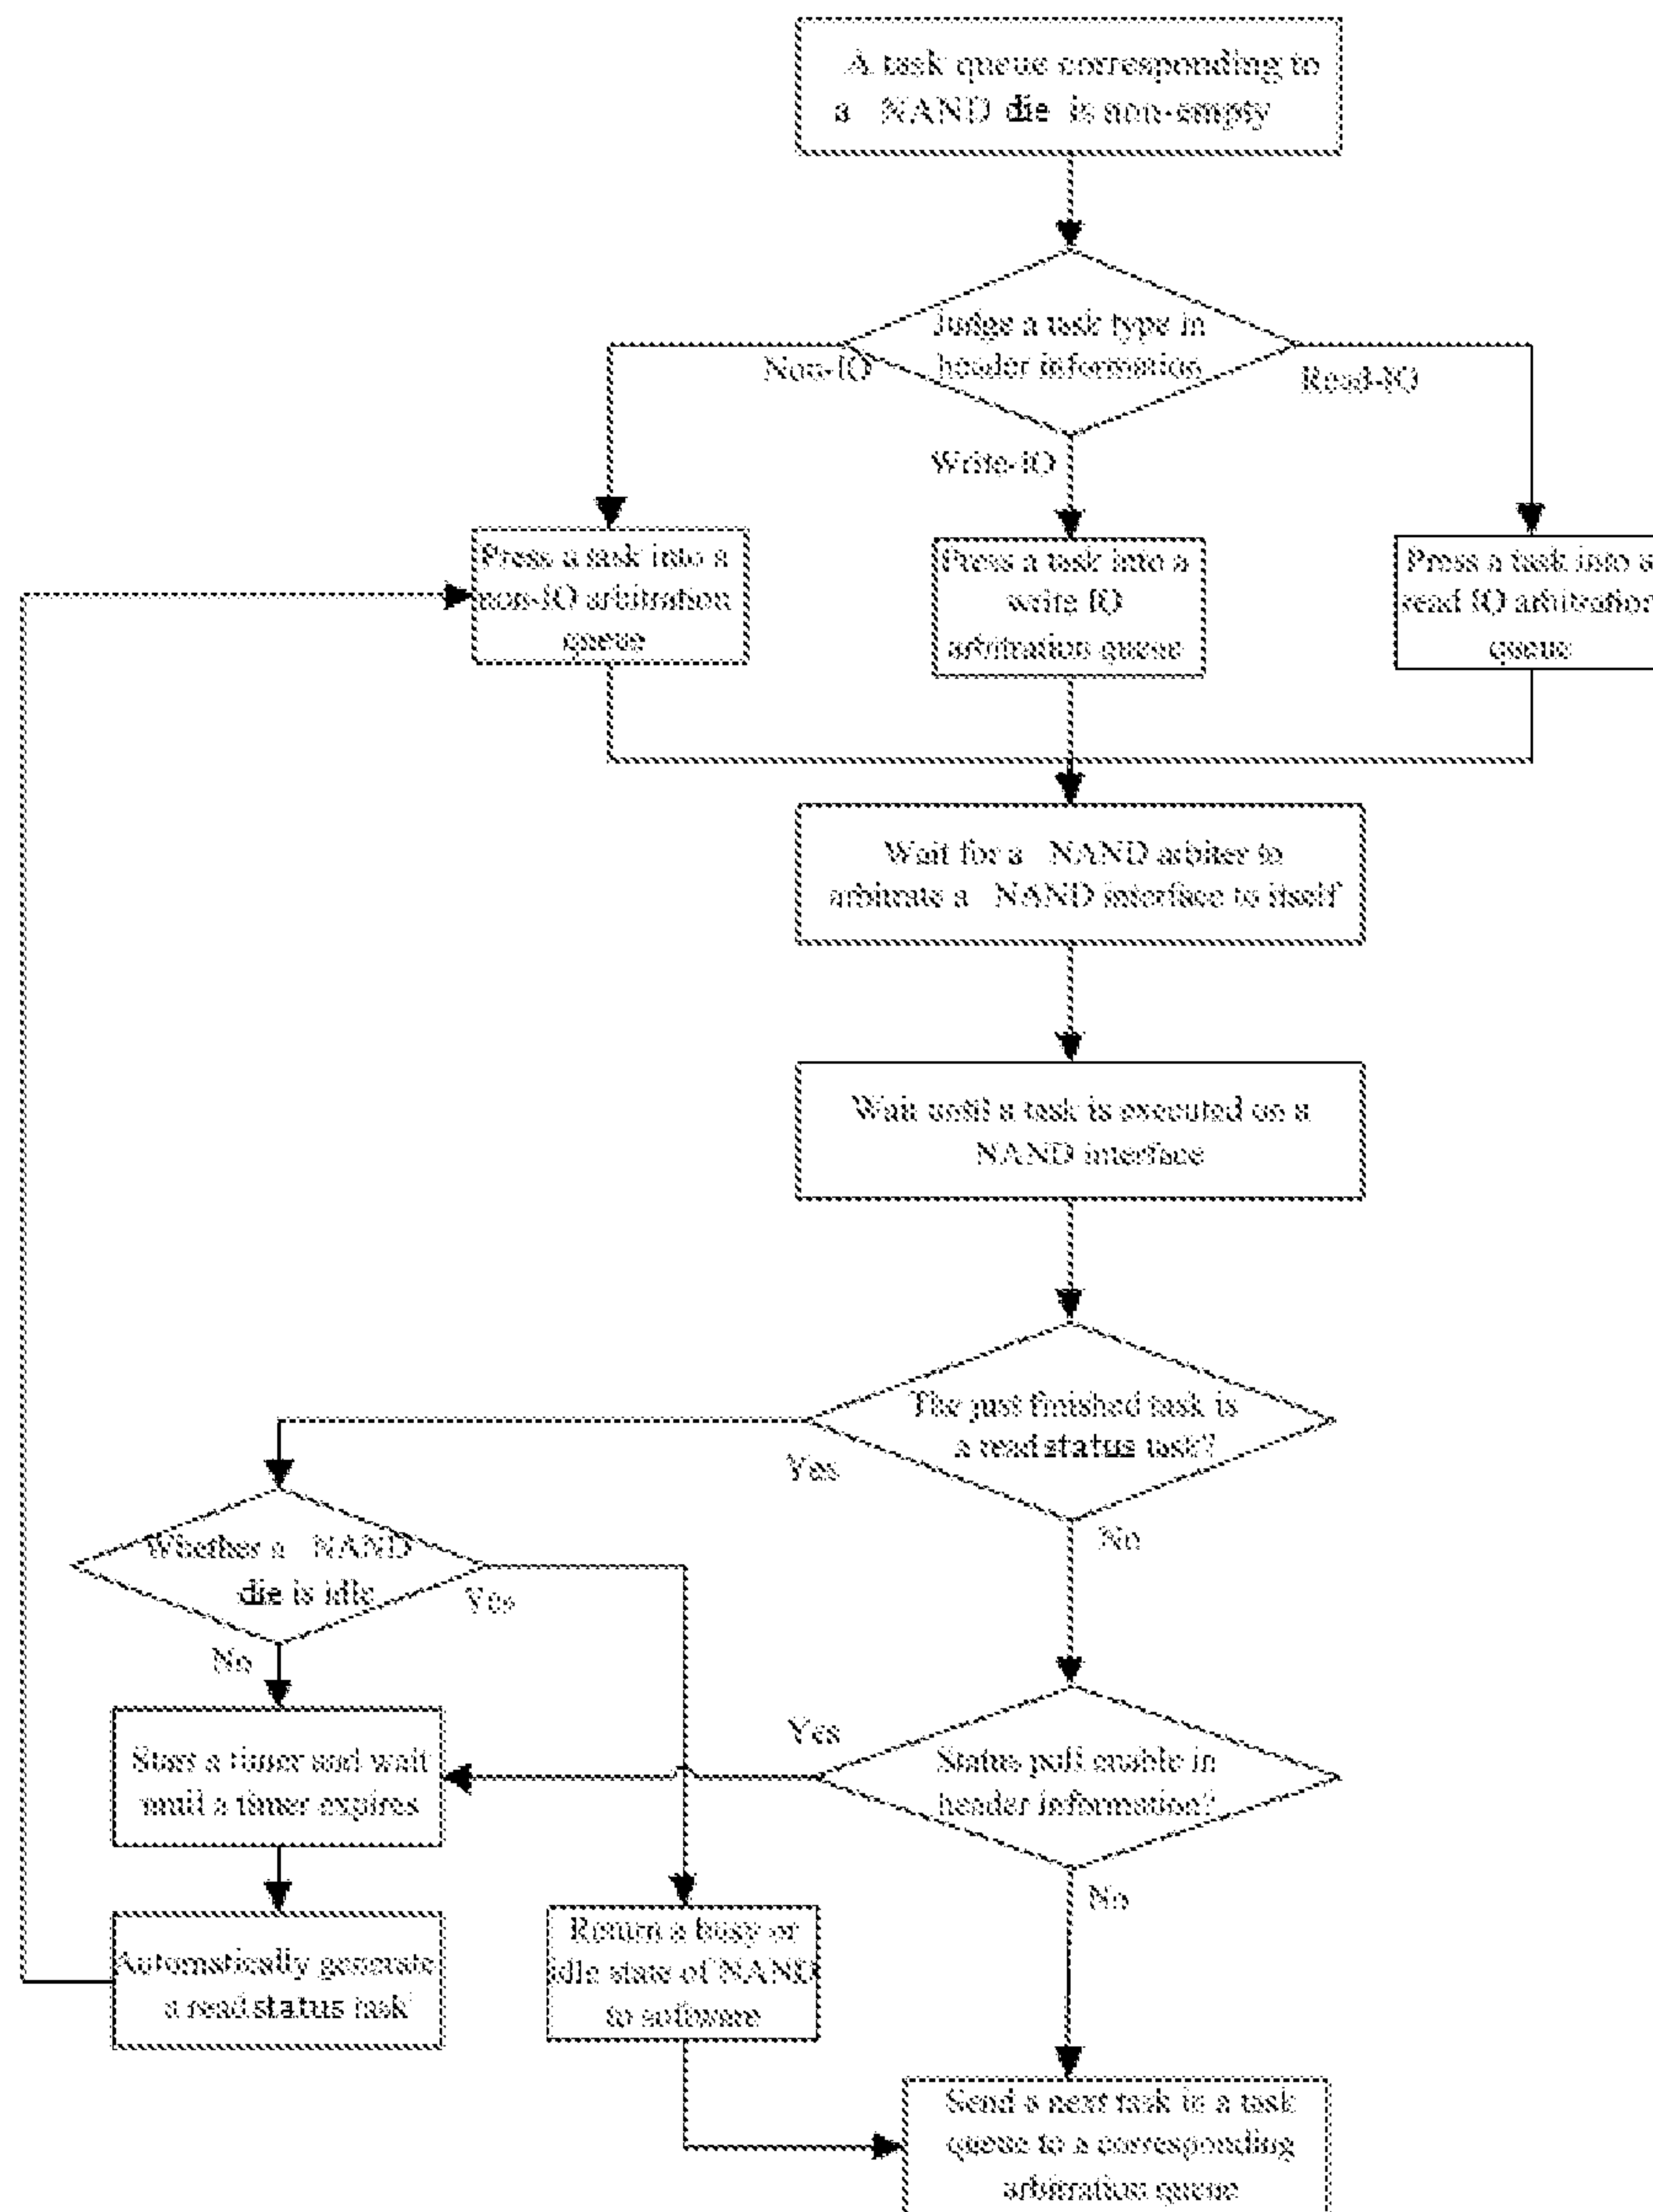 A task queue corresponding to
a NAND die is non-empty
Judge a task type in
header information
Non-IO
Read-IO
Write-IO
Press a task into a
non-IO arbitration
queue
Press a task into a
write IO
arbitration queue
Press a task into a
read IO arbitration
queue
Wait for a NAND arbiter to
arbitrate a NAND interface to itself
Wait until a task is executed on a
NAND interface
The just finished task is
a read status task?
Yes
No
Whether a NAND
die is idle
Yes
No
Start a timer and wait
until a timer expires
Yes
Status poll enable in
header information?
No
Automatically generate
a read status task
Return a busy or
idle state of NAND
to software
Send a next task in a task
queue to a corresponding
arbitration queue